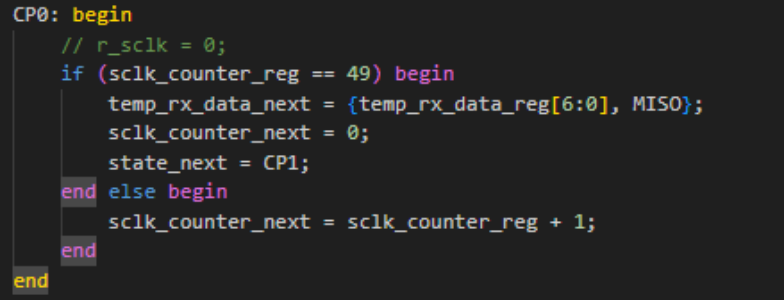 CP0: begin
// r_sclk = 0;
if (sclk_counter_reg == 49) begin
temp_rx_data_next = {temp_rx_data_reg[6:0], MISO};
sclk_counter_next = 0;
state_next = CP1;
end else begin
sclk_counter_next = sclk_counter_reg + 1;
end
end